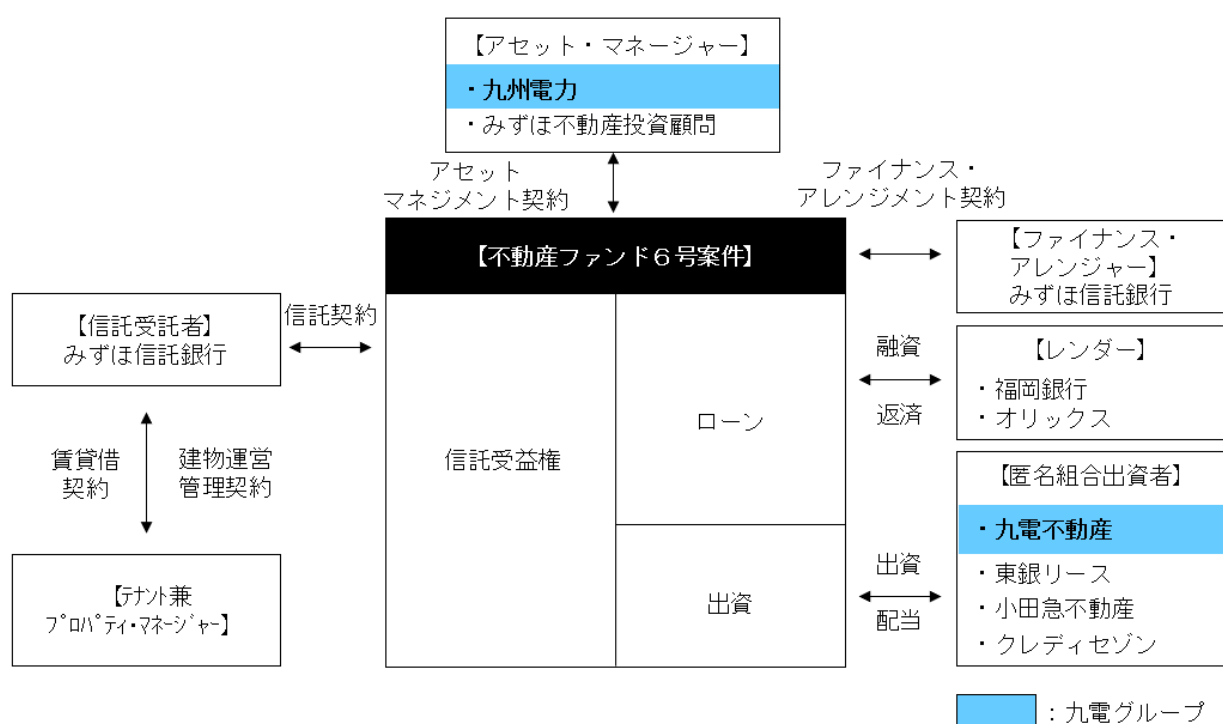 【アセット・マネージャー】
・九州電力
・みずほ不動産投資顧問
アセット
マネジメント契約
ファイナンス・
アレンジメント契約
【不動産ファンド6号案件】
【ファイナンス・
アレンジャー】
みずほ信託銀行
【信託受託者】
みずほ信託銀行
信託契約
融資
返済
【レンダー】
・福岡銀行
・オリックス
ローン
信託受益権
賃貸借
契約
建物運営
管理契約
【匿名組合出資者】
・九電不動産
・東銀リース
・小田急不動産
・クレディセゾン
出資
配当
出資
【ﾃﾅﾝﾄ兼
ﾌﾟﾛﾊﾟﾃｨ・ﾏﾈｰｼﾞｬｰ】
：九電グループ